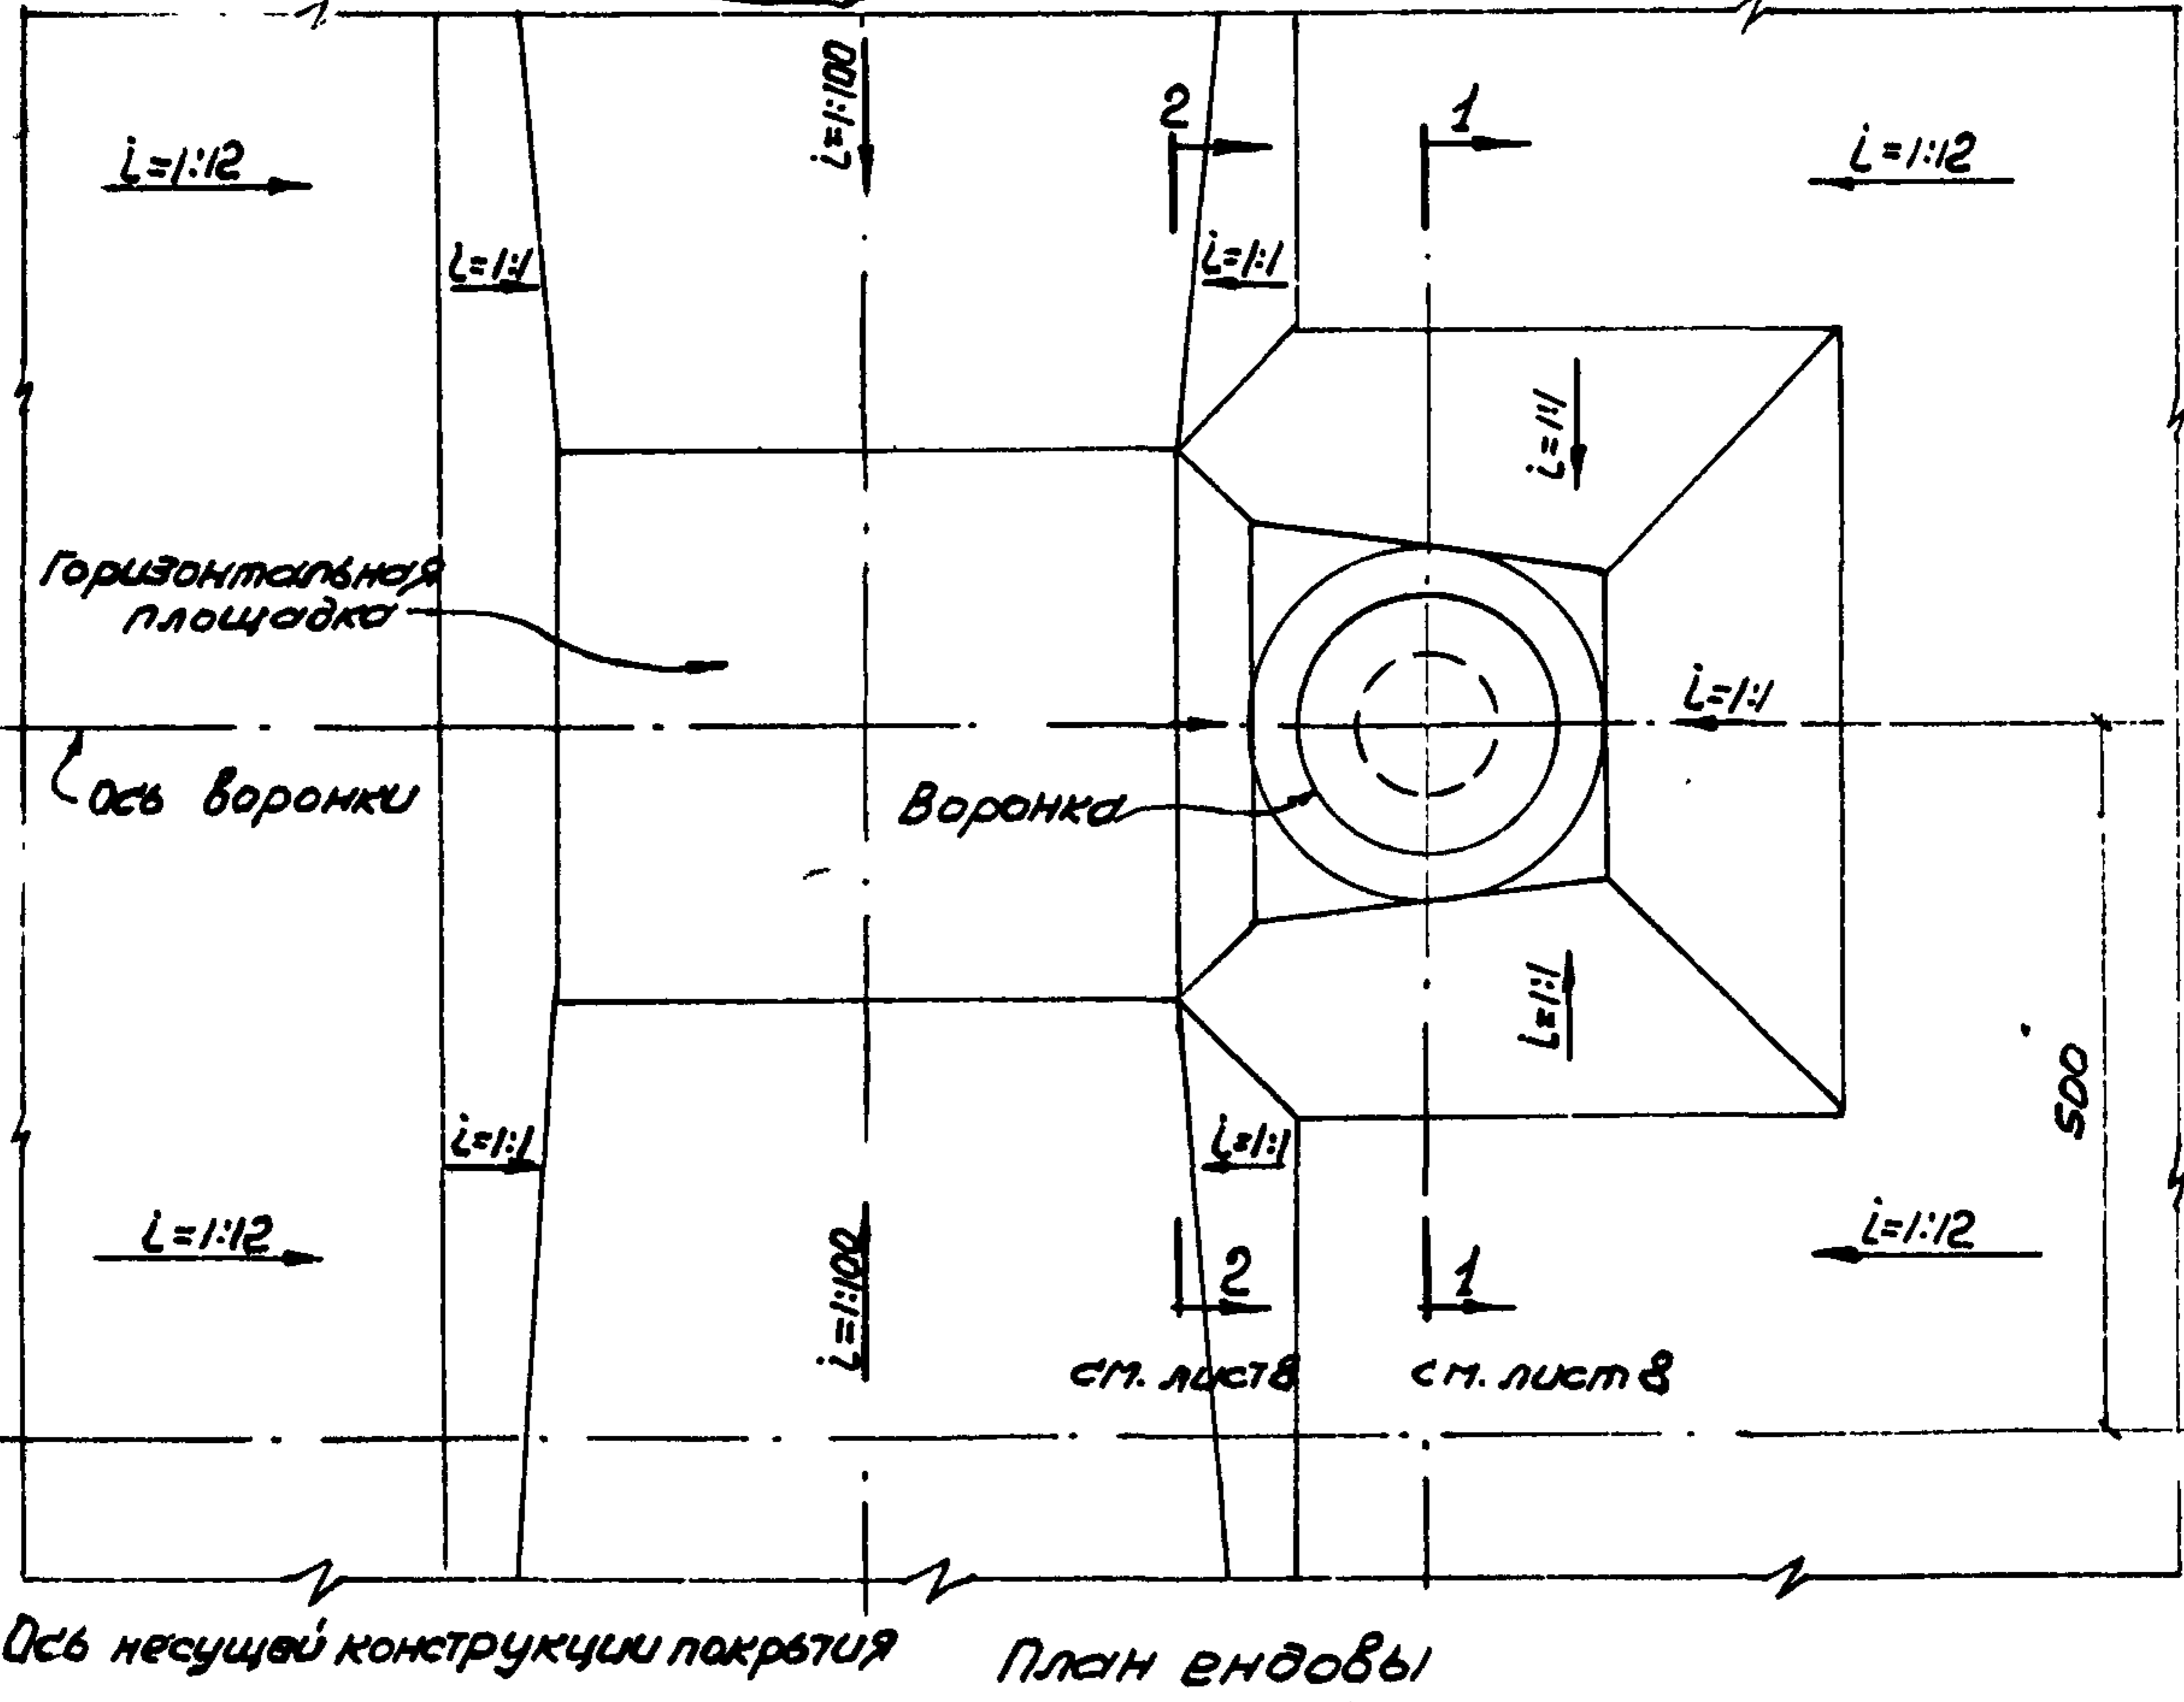 i=1:100
2
1
i=1:12
i=1:12
i=1:1
i=1:1
i=1:1
Горизонтальная
площадка
i=1:1
Ось воронки
Воронка
i=1:1
500
i=1:1
i=1:1
i=1:12
i=1:12
i=1:100
2
1
см. лист 8
см. лист 8
Ось несущей конструкции покрытия
План ендовы